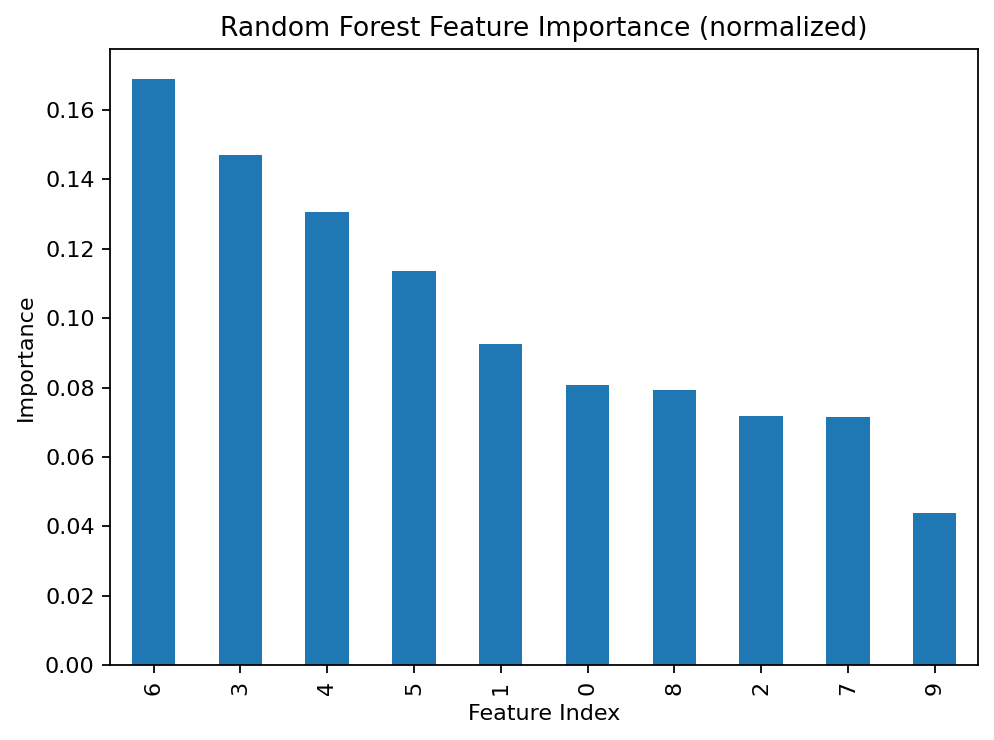 Random Forest Feature Importance (normalized)
Importance
0.16
0.14
0.12
0.10
0.08
0.06
0.04
0.02
0.00
6 3 4 5 1 0 8 2 7 9
Feature Index